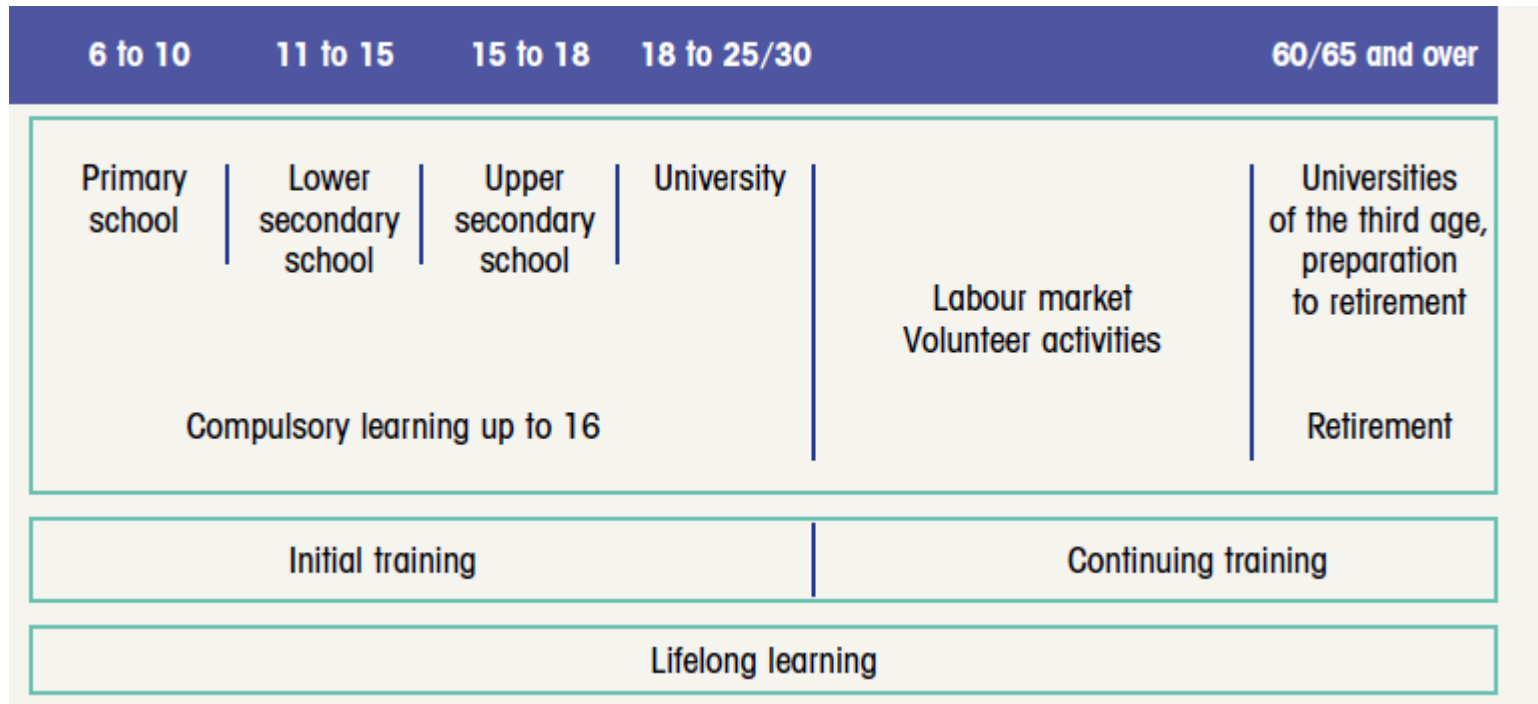 6 to 10
11 to 15
15 to 18
18 to 25/30
60/65 and over
Primary
school
Lower
secondary
school
Upper
secondary
school
University
Labour market
Volunteer activities
Universities
of the third age,
preparation
to retirement
Compulsory learning up to 16
Retirement
Initial training
Continuing training
Lifelong learning